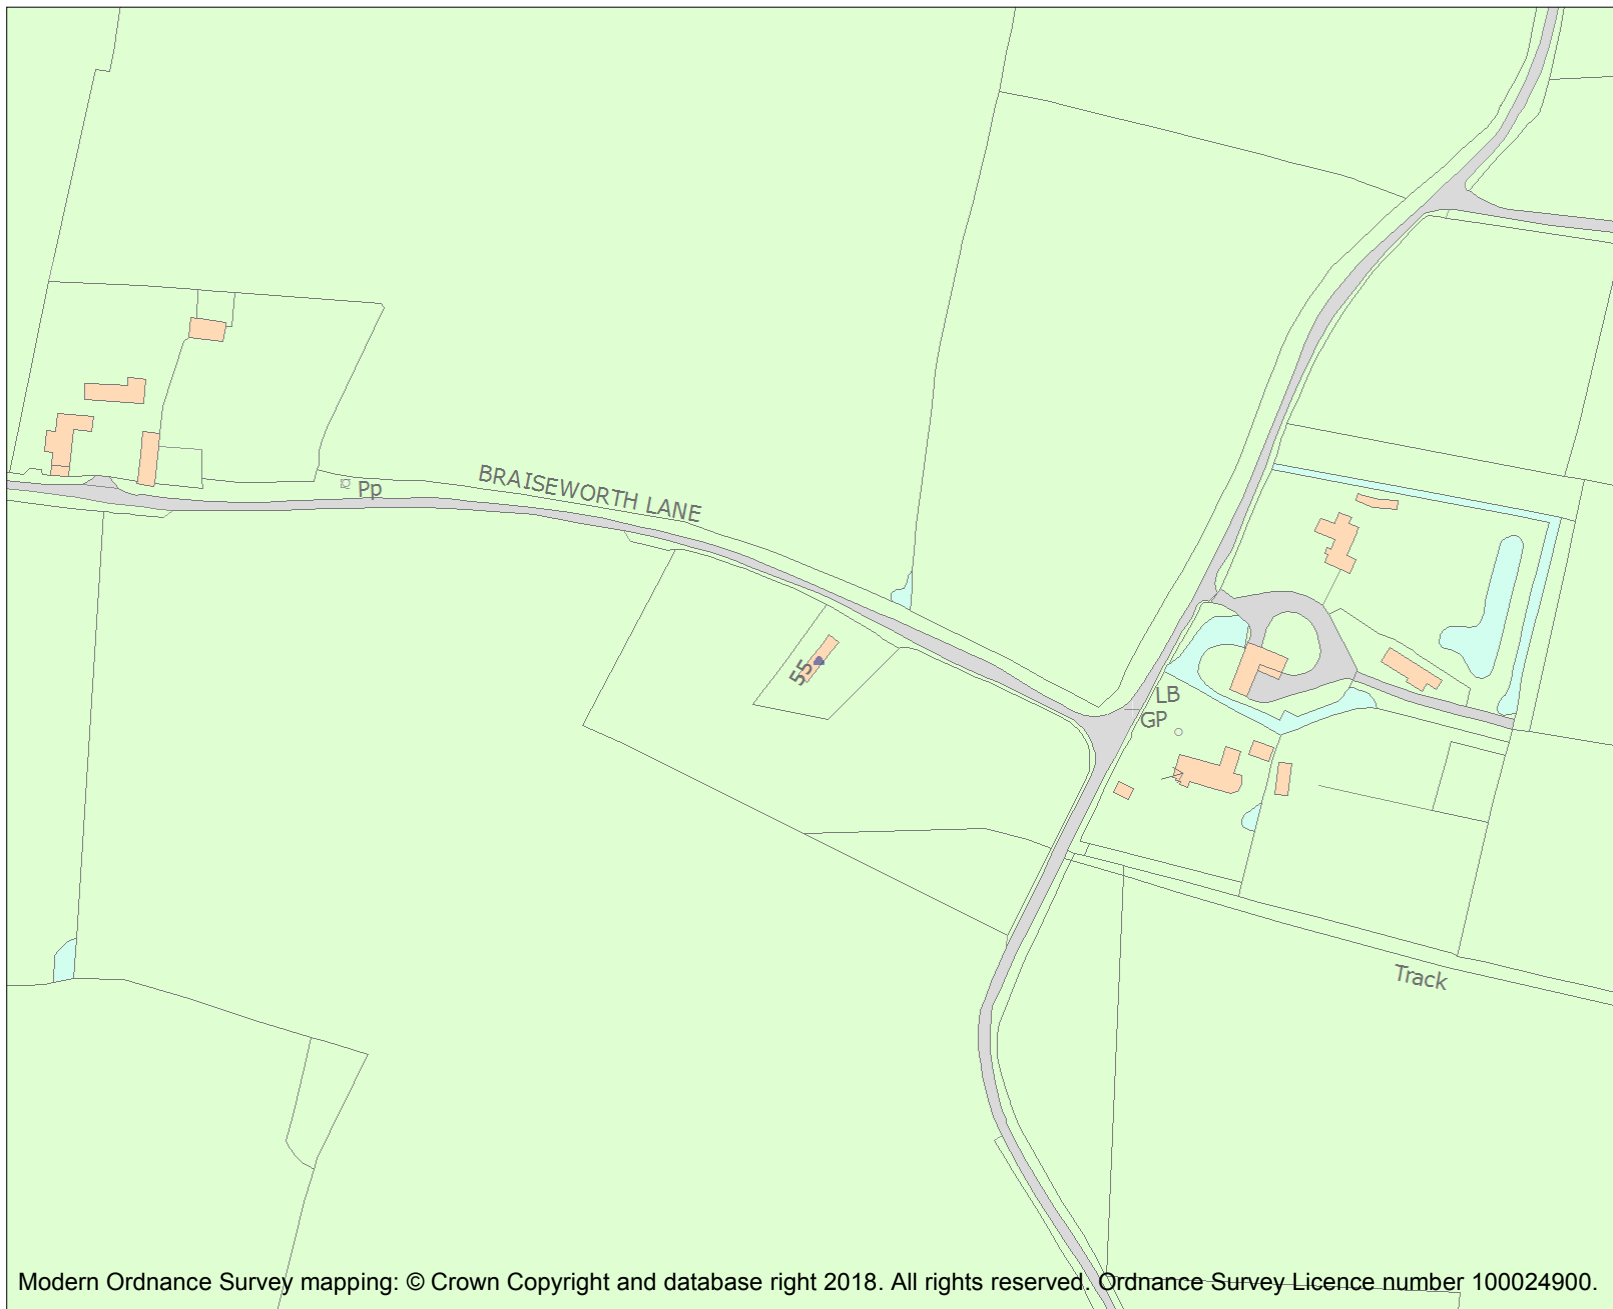 BRAISEWORTH LANE
Pp
55
LB
GP
Track
Modern Ordnance Survey mapping: © Crown Copyright and database right 2018. All rights reserved. Ordnance Survey Licence number 100024900.